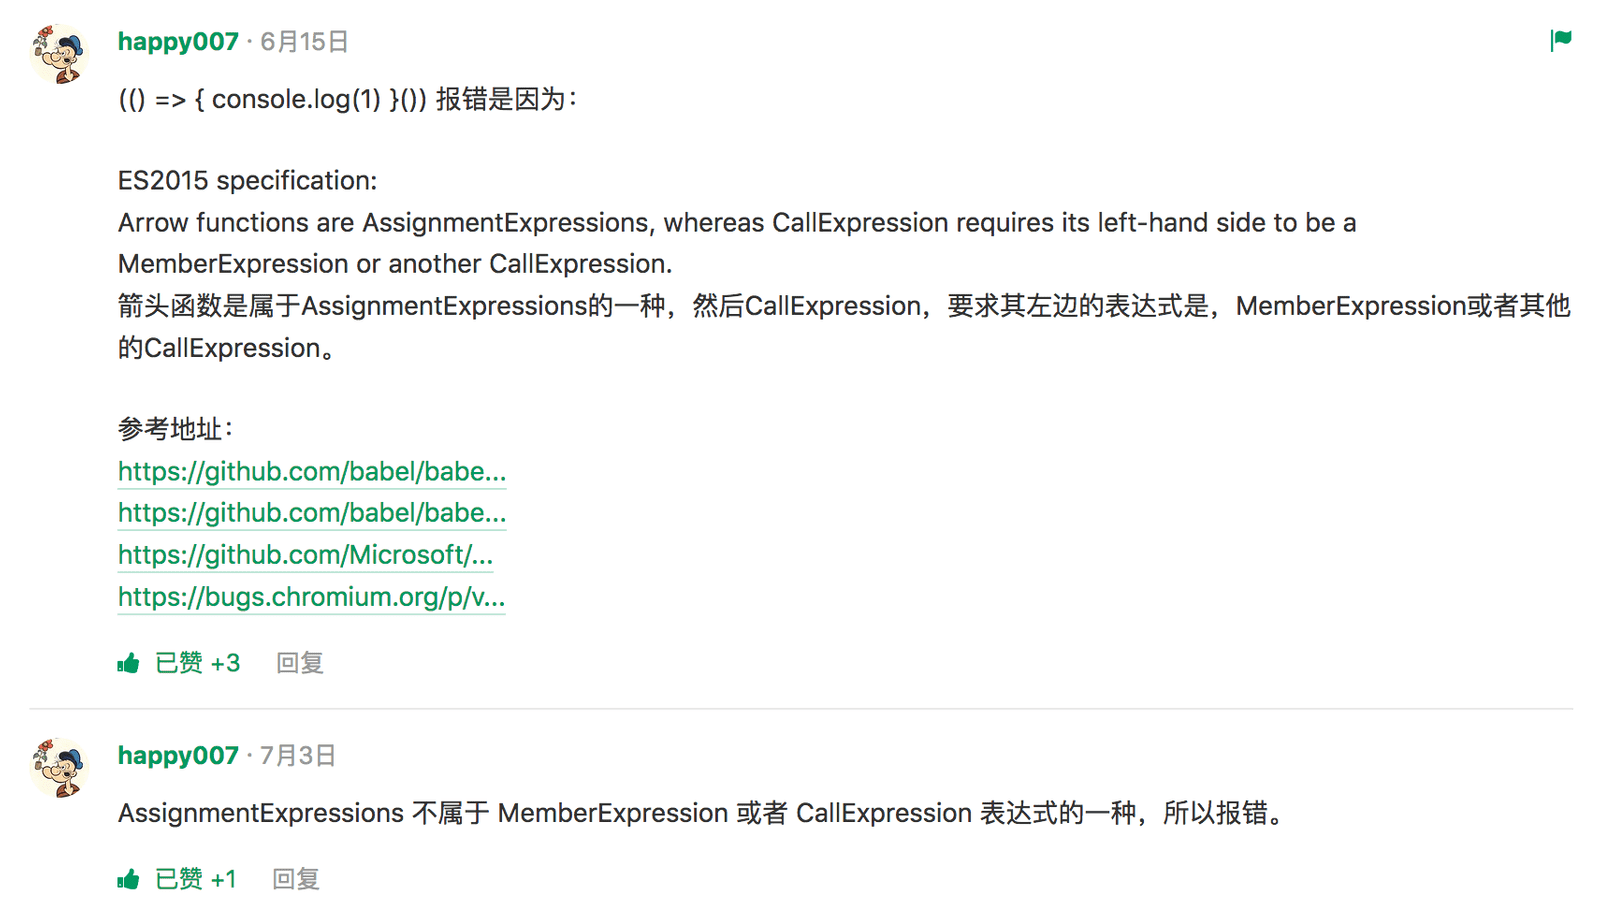 happy007 · 6月15日
(() => { console.log(1) }()) 报错是因为：
ES2015 specification:
Arrow functions are AssignmentExpressions, whereas CallExpression requires its left-hand side to be a
MemberExpression or another CallExpression.
箭头函数是属于AssignmentExpressions的一种，然后CallExpression，要求其左边的表达式是，MemberExpression或者其他
的CallExpression。
参考地址：
https://github.com/babel/babe...
https://github.com/babel/babe...
https://github.com/Microsoft/...
https://bugs.chromium.org/p/v...
已赞 +3 回复
happy007 · 7月3日
AssignmentExpressions 不属于 MemberExpression 或者 CallExpression 表达式的一种，所以报错。
已赞 +1 回复